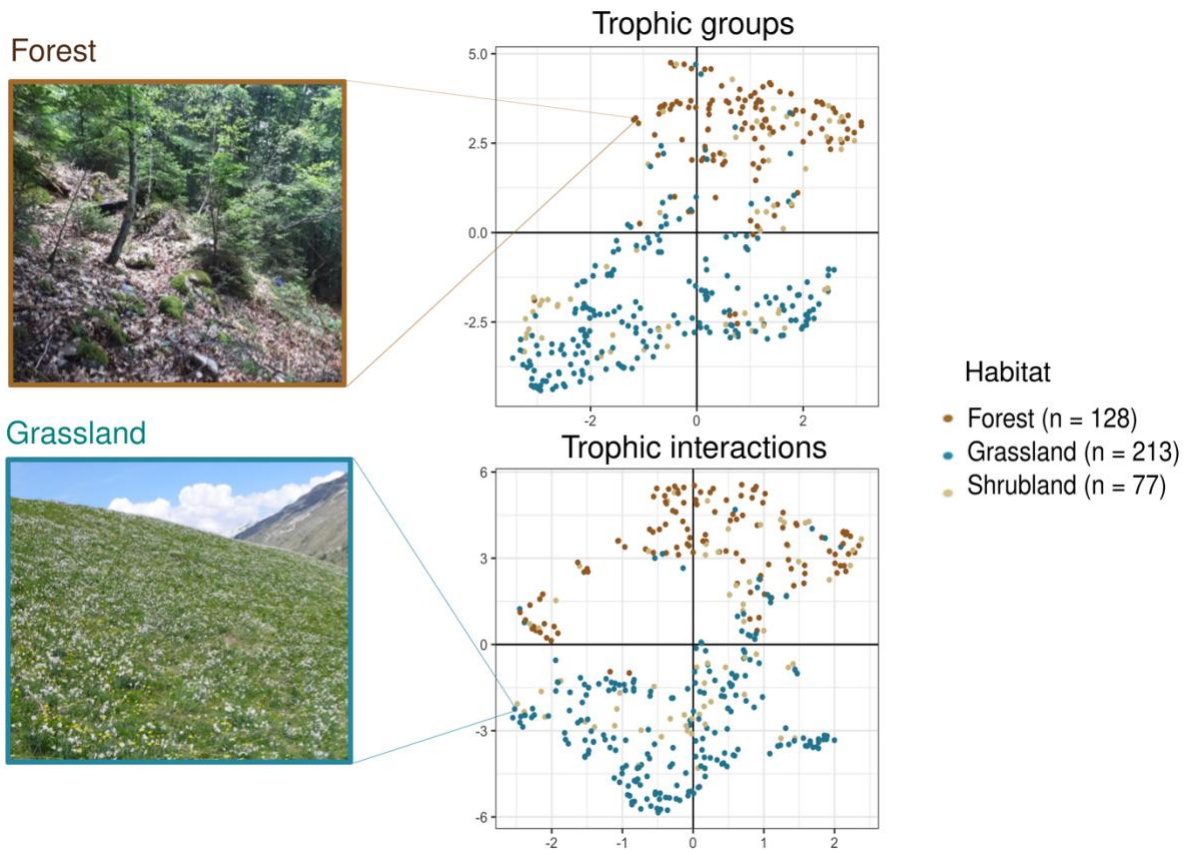 Forest
Trophic groups
5.0
2.5
0.0
-2.5
-2
0
2
Grassland
Trophic interactions
6
3
0
-3
-6
-2
-1
0
1
2
Habitat
Forest (n = 128)
Grassland (n = 213)
Shrubland (n = 77)